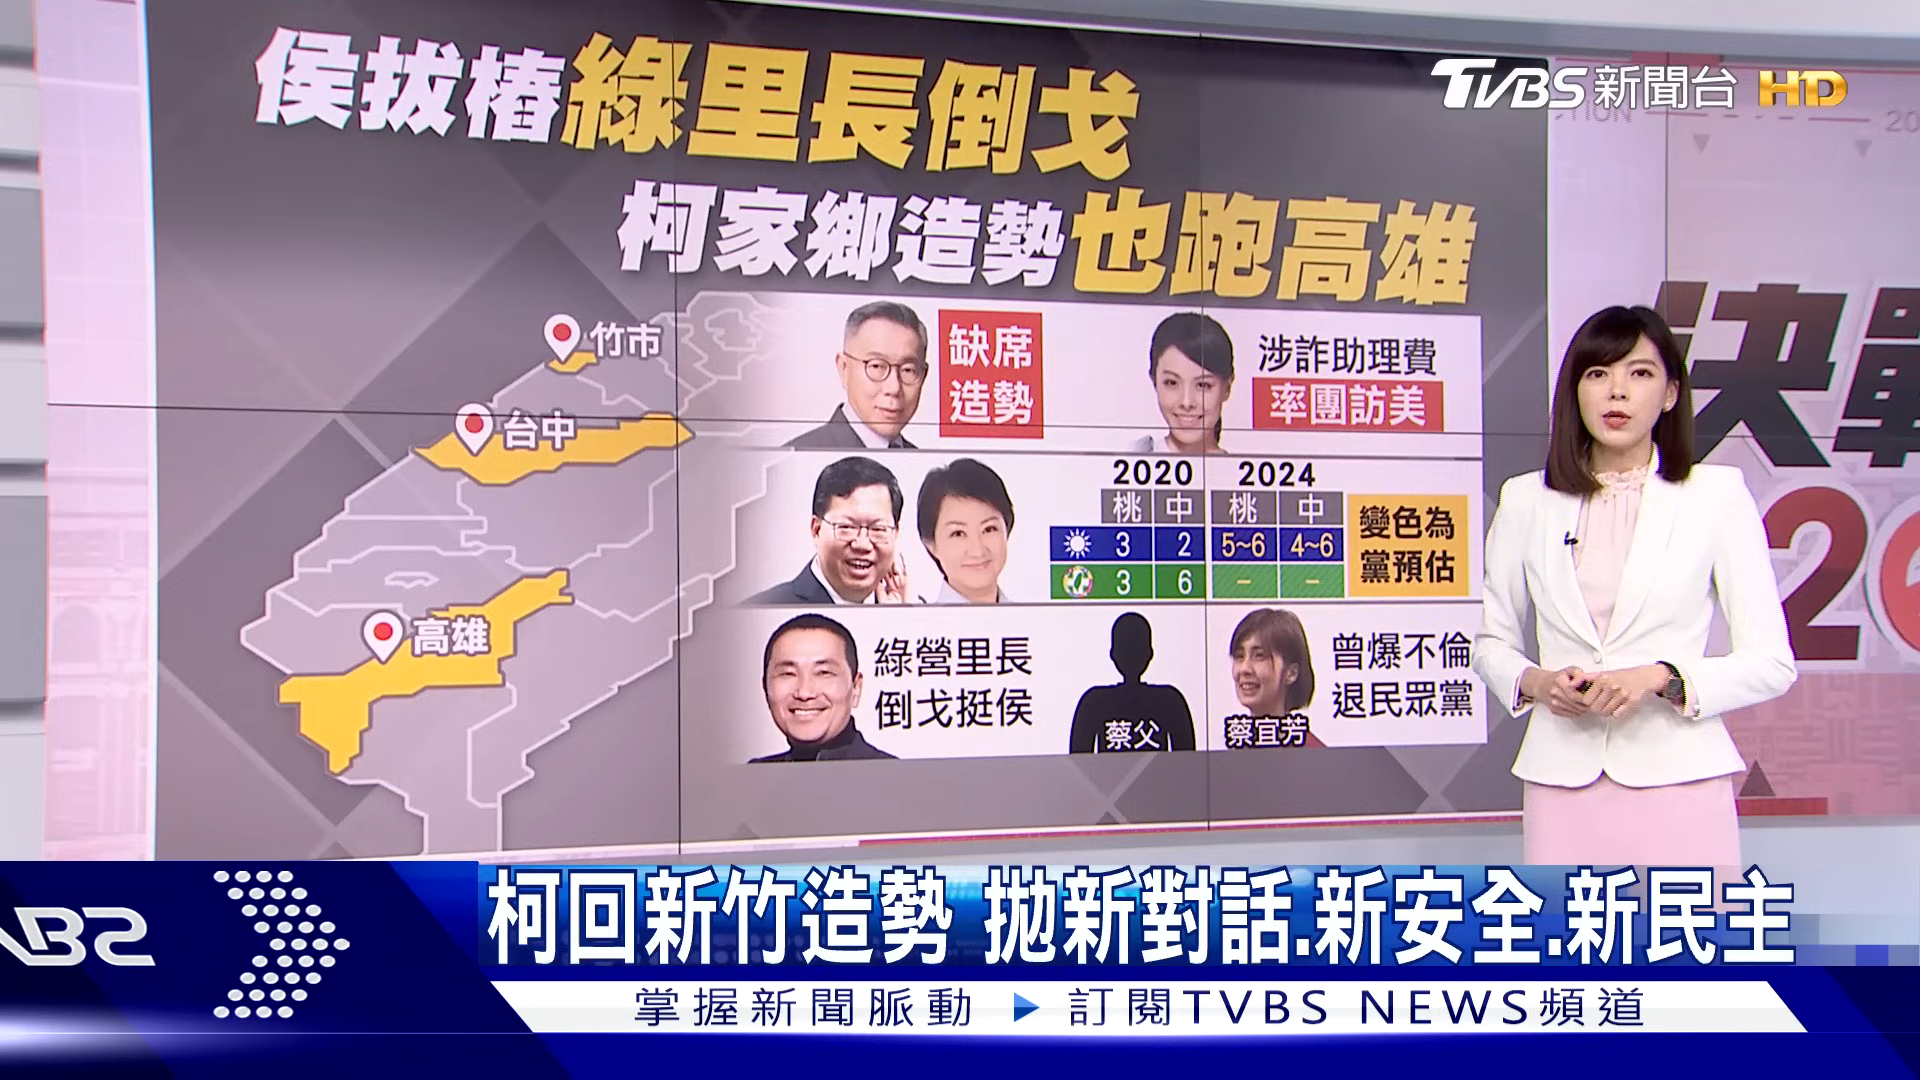 侯拔樁綠里長倒戈
柯家鄉造勢也跑高雄
TVBS新聞台 HD
竹市
台中
高雄
缺席
造勢
涉詐助理費
率團訪美
2020 2024
桃 中 桃 中
3 2 5~6 4~6
3 6 - -
變色為
黨預估
綠營里長
倒戈挺侯
蔡父
蔡宜芳
曾爆不倫
退民眾黨
決戰
20
柯回新竹造勢 拋新對話.新安全.新民主
掌握新聞脈動 ▶ 訂閱TVBS NEWS頻道